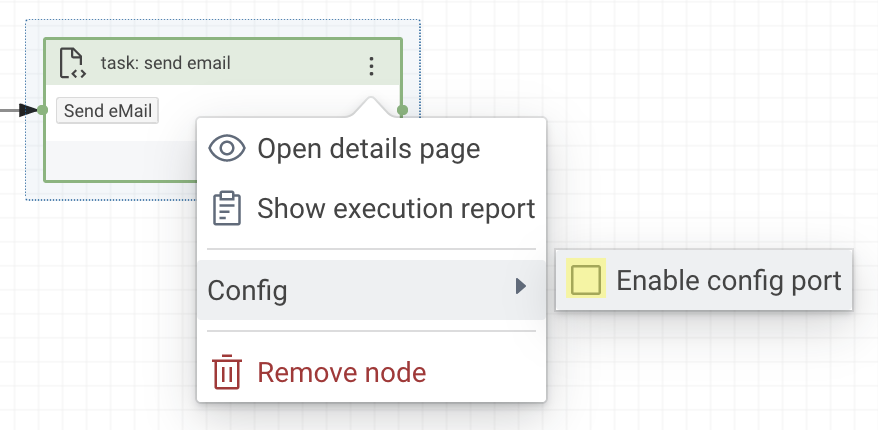 task: send email
Send eMail
Open details page
Show execution report
Config
Enable config port
Remove node